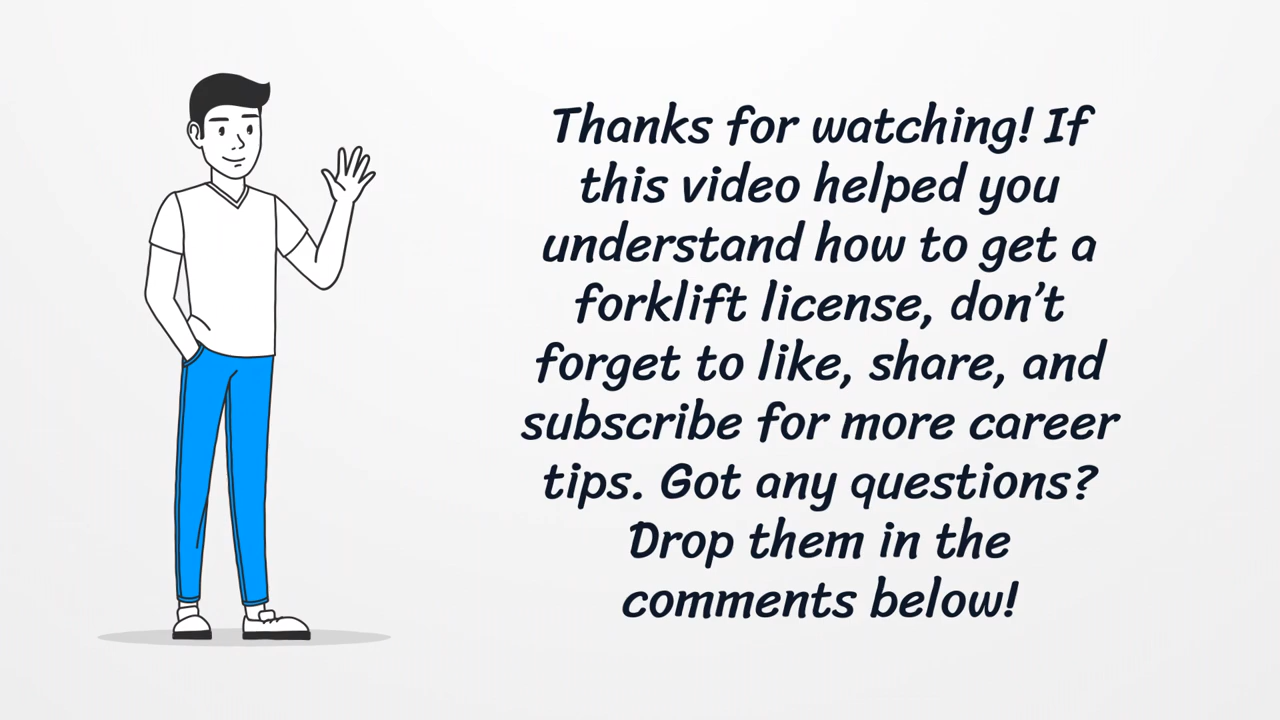 Thanks for watching! If
this video helped you
understand how to get a
forklift license, don’t
forget to like, share, and
subscribe for more career
tips. Got any questions?
Drop them in the
comments below!